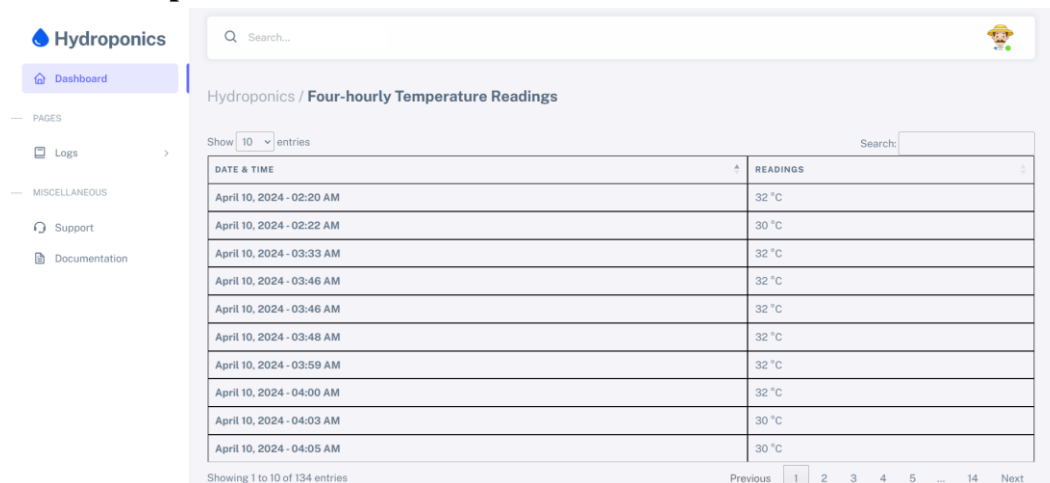 Hydroponics
Search...
Dashboard
Hydroponics / Four-hourly Temperature Readings
PAGES
Show 10 entries
Search:
Logs
DATE & TIME READINGS
MISCELLANEOUS
April 10, 2024 - 02:20 AM 32 °C
Support
April 10, 2024 - 02:22 AM 30 °C
Documentation
April 10, 2024 - 03:33 AM 32 °C
April 10, 2024 - 03:46 AM 32 °C
April 10, 2024 - 03:46 AM 32 °C
April 10, 2024 - 03:48 AM 32 °C
April 10, 2024 - 03:59 AM 32 °C
April 10, 2024 - 04:00 AM 32 °C
April 10, 2024 - 04:03 AM 30 °C
April 10, 2024 - 04:05 AM 30 °C
Showing 1 to 10 of 134 entries
Previous 1 2 3 4 5 ... 14 Next